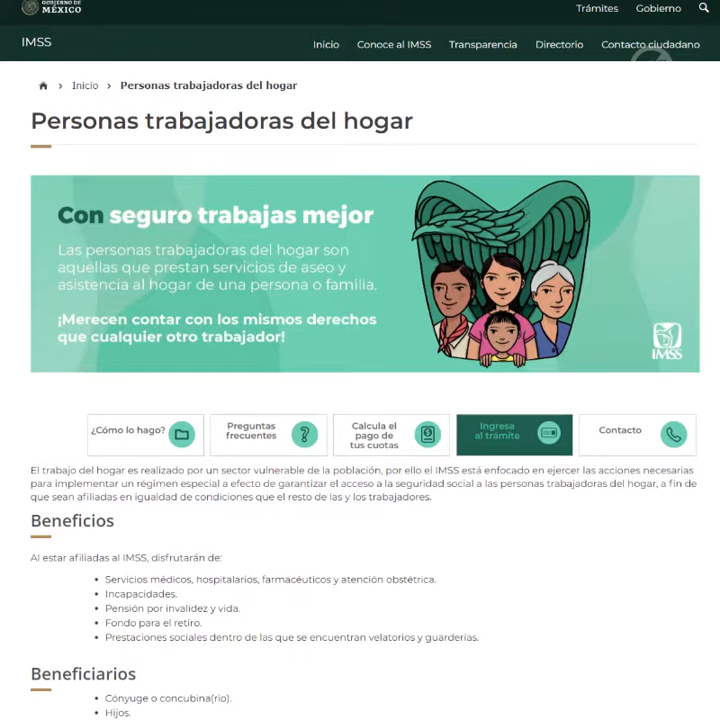 GOBIERNO DE
MÉXICO
Trámites
Gobierno
IMSS
Inicio
Conoce al IMSS
Transparencia
Directorio
Contacto ciudadano
Inicio
Personas trabajadoras del hogar
Personas trabajadoras del hogar
Con seguro trabajas mejor
Las personas trabajadoras del hogar son
aquellas que prestan servicios de aseo y
asistencia al hogar de una persona o familia.
¡Merecen contar con los mismos derechos
que cualquier otro trabajador!
IMSS
¿Cómo lo hago?
Preguntas
frecuentes
Calcula el
pago de
tus cuotas
Ingresa
al trámite
Contacto
El trabajo del hogar es realizado por un sector vulnerable de la población, por ello el IMSS está enfocado en ejercer las acciones necesarias
para implementar un régimen especial a efecto de garantizar el acceso a la seguridad social a las personas trabajadoras del hogar, a fin de
que sean afiliadas en igualdad de condiciones que el resto de las y los trabajadores.
Beneficios
Al estar afiliadas al IMSS, disfrutarán de:
Servicios médicos, hospitalarios, farmacéuticos y atención obstétrica.
Incapacidades.
Pensión por invalidez y vida.
Fondo para el retiro.
Prestaciones sociales dentro de las que se encuentran velatorios y guarderías.
Beneficiarios
Cónyuge o concubina(rio).
Hijos.